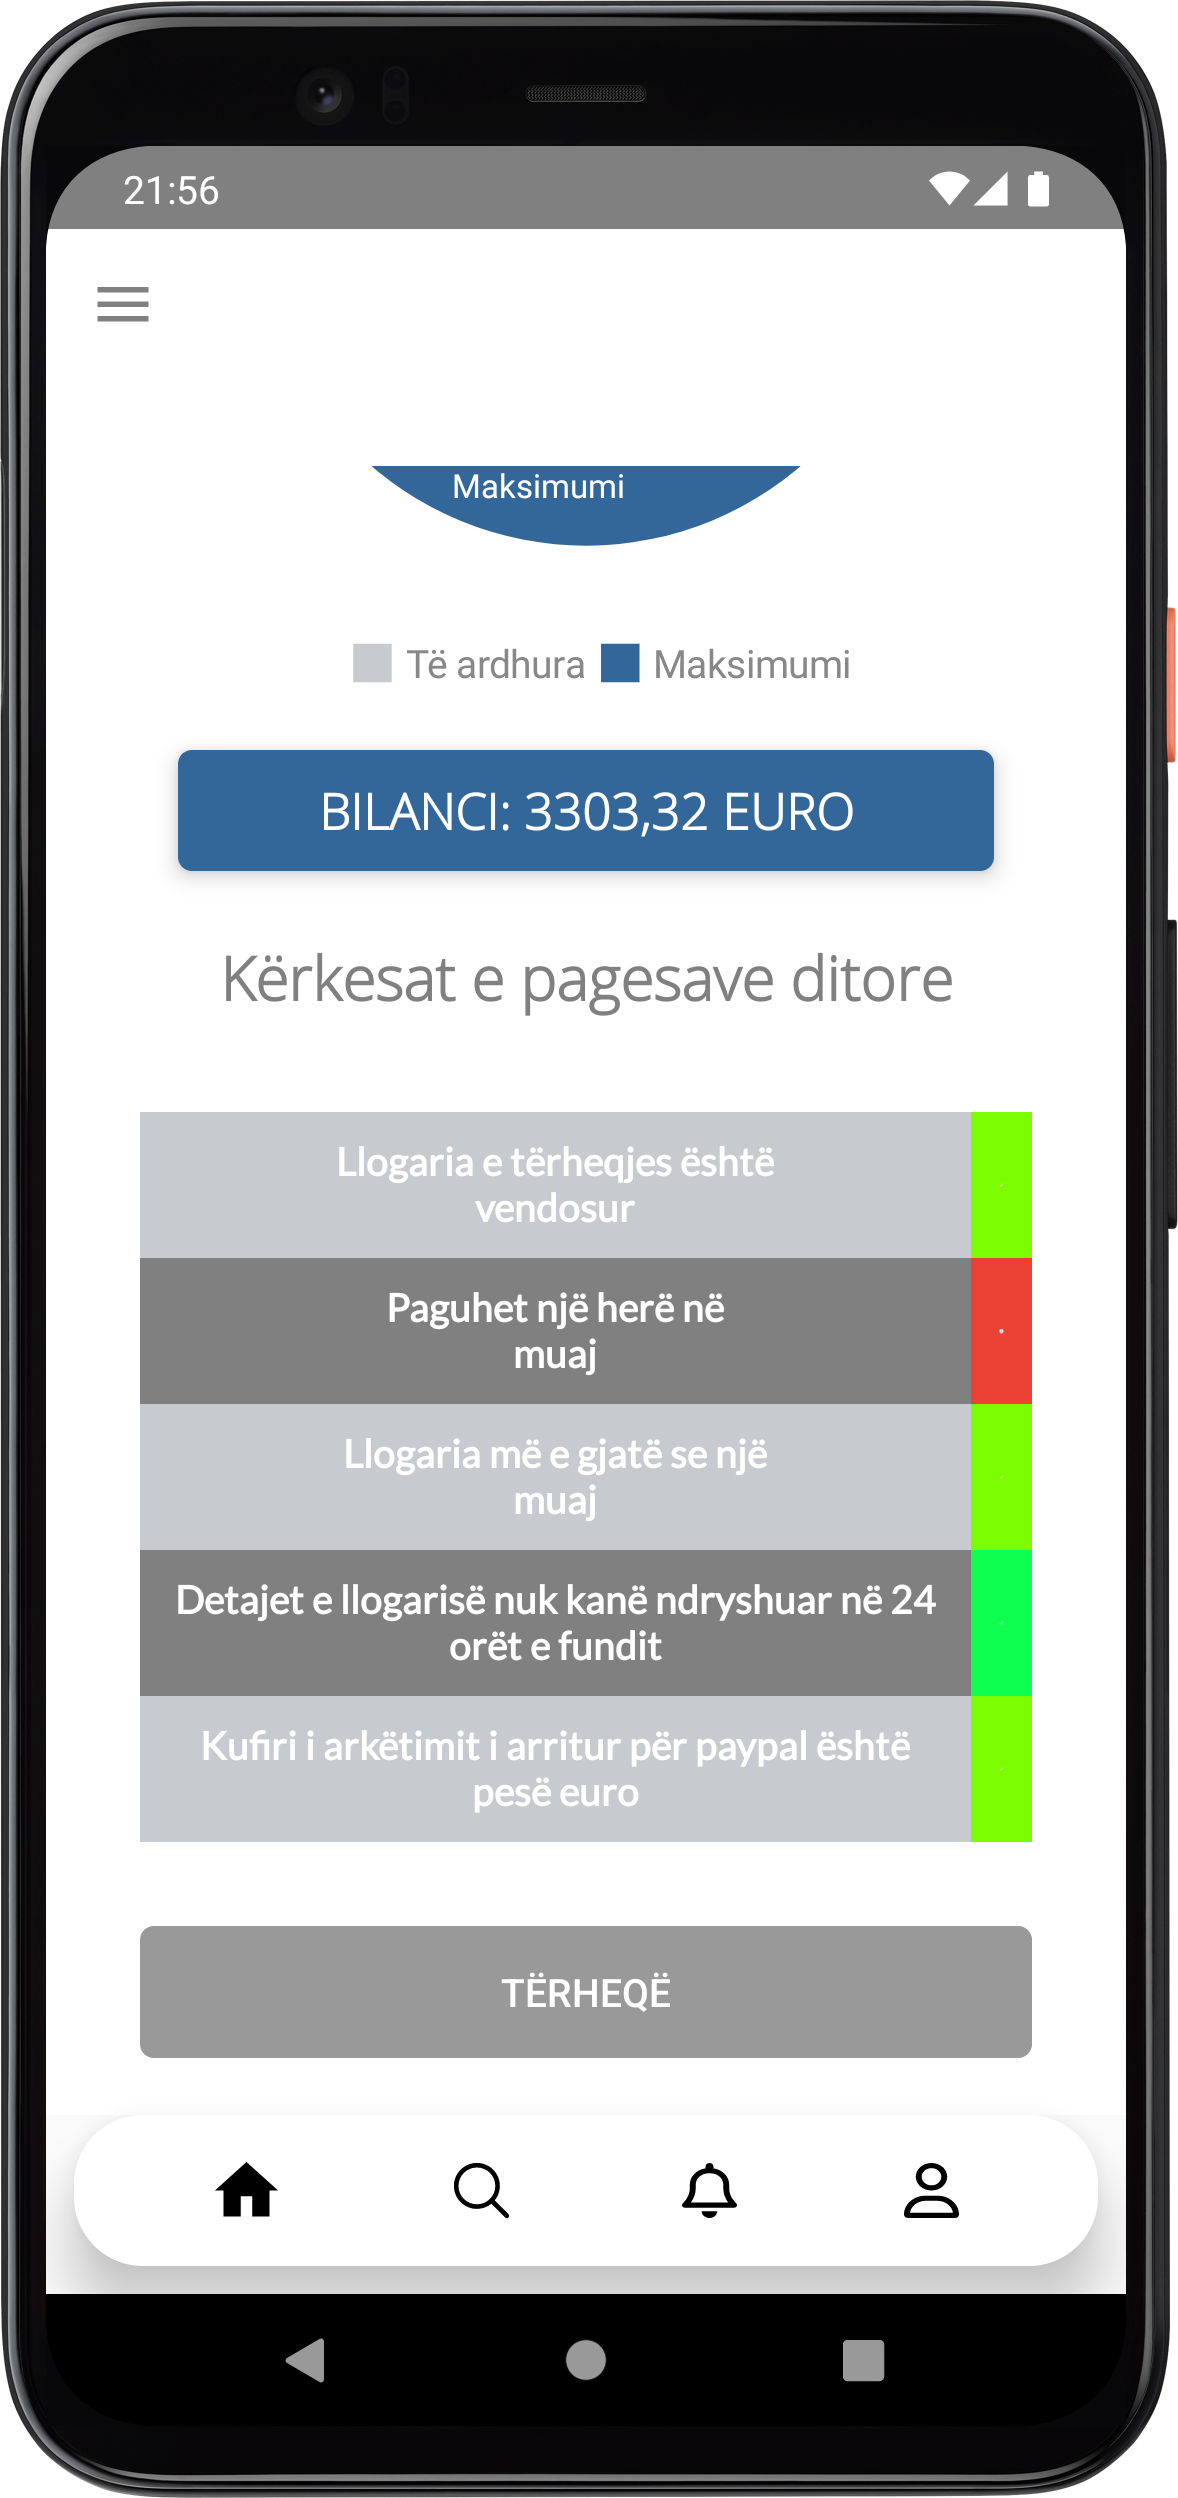 21:56
Maksimumi
Të ardhura Maksimumi
BILANCI: 3303,32 EURO
Kërkesat e pagesave ditore
Llogaria e tërheqjes është
vendosur
Paguhet një herë në
muaj
Llogaria më e gjatë se një
muaj
Detajet e llogarisë nuk kanë ndryshuar në 24
orët e fundit
Kufiri i arkëtimit i arritur për paypal është
pesë euro
TËRHEQË